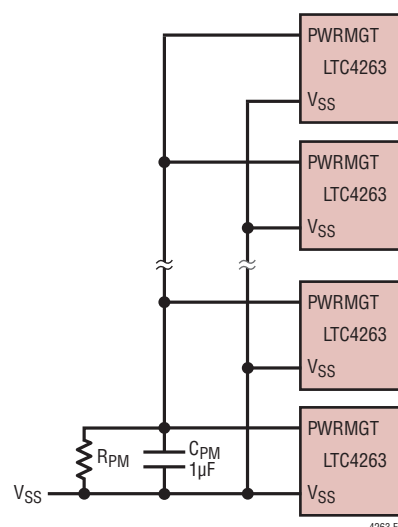 PWRMGT
LTC4263
VSS
PWRMGT
LTC4263
VSS
PWRMGT
LTC4263
VSS
PWRMGT
LTC4263
VSS
RPM
CPM
1µF
VSS